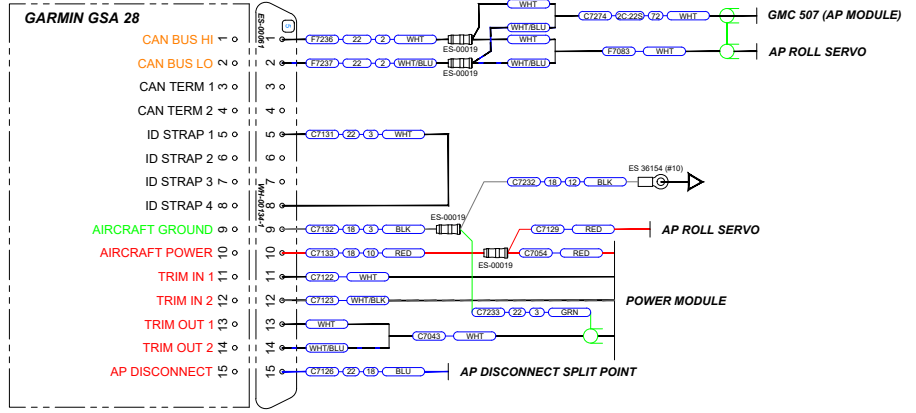 GARMIN GSA 28
ES-00061
5
WHT
C7274 2C:22S 72 WHT
GMC 507 (AP MODULE)
WHT/BLU
CAN BUS HI 1 1 F7236 22 2 WHT ES-00019 WHT
F7083 WHT AP ROLL SERVO
CAN BUS LO 2 2 F7237 22 2 WHT/BLU WHT/BLU
ES-00019
CAN TERM 1 3 3
CAN TERM 2 4 4
ID STRAP 1 5 5 C7131 22 3 WHT
ID STRAP 2 6 6
ES 36154 (#10)
ID STRAP 3 7 7 C7232 18 12 BLK
WH-00134-1
ID STRAP 4 8 8
ES-00019
AIRCRAFT GROUND 9 9 C7132 18 3 BLK C7129 RED AP ROLL SERVO
AIRCRAFT POWER 10 10 C7133 18 10 RED C7054 RED
ES-00019
TRIM IN 1 11 11 C7122 WHT
TRIM IN 2 12 12 C7123 WHT/BLK POWER MODULE
C7233 22 3 GRN
TRIM OUT 1 13 13 WHT
C7043 WHT
TRIM OUT 2 14 14 WHT/BLU
AP DISCONNECT 15 15 C7126 22 18 BLU AP DISCONNECT SPLIT POINT